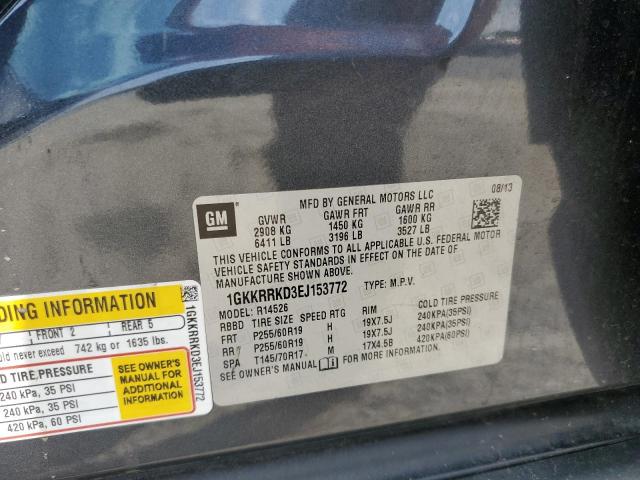 GM
MFD BY GENERAL MOTORS LLC
08/13
GVWR GAWR FRT GAWR RR
2908 KG 1450 KG 1600 KG
6411 LB 3196 LB 3527 LB
THIS VEHICLE CONFORMS TO ALL APPLICABLE U.S. FEDERAL MOTOR
VEHICLE SAFETY STANDARDS IN EFFECT ON THE DATE OF
MANUFACTURE SHOWN ABOVE.
1GKKRRKD3EJ153772 TYPE: M.P.V.
MODEL: R14526
RBBD TIRE SIZE SPEED RTG RIM COLD TIRE PRESSURE
FRT P255/60R19 H 19X7.5J 240KPA(35PSI)
RR P255/60R19 H 19X7.5J 240KPA(35PSI)
SPA T145/70R17 M 17X4.5B 420KPA(60PSI)
SEE OWNER'S MANUAL FOR MORE INFORMATION.
DING INFORMATION
FRONT 2 REAR 5
ld never exceed 742 kg or 1635 lbs.
D TIRE PRESSURE
240 kPa, 35 PSI
240 kPa, 35 PSI
420 kPa, 60 PSI
SEE OWNER'S
MANUAL FOR
ADDITIONAL
INFORMATION
1GKKRRKD3EJ153772